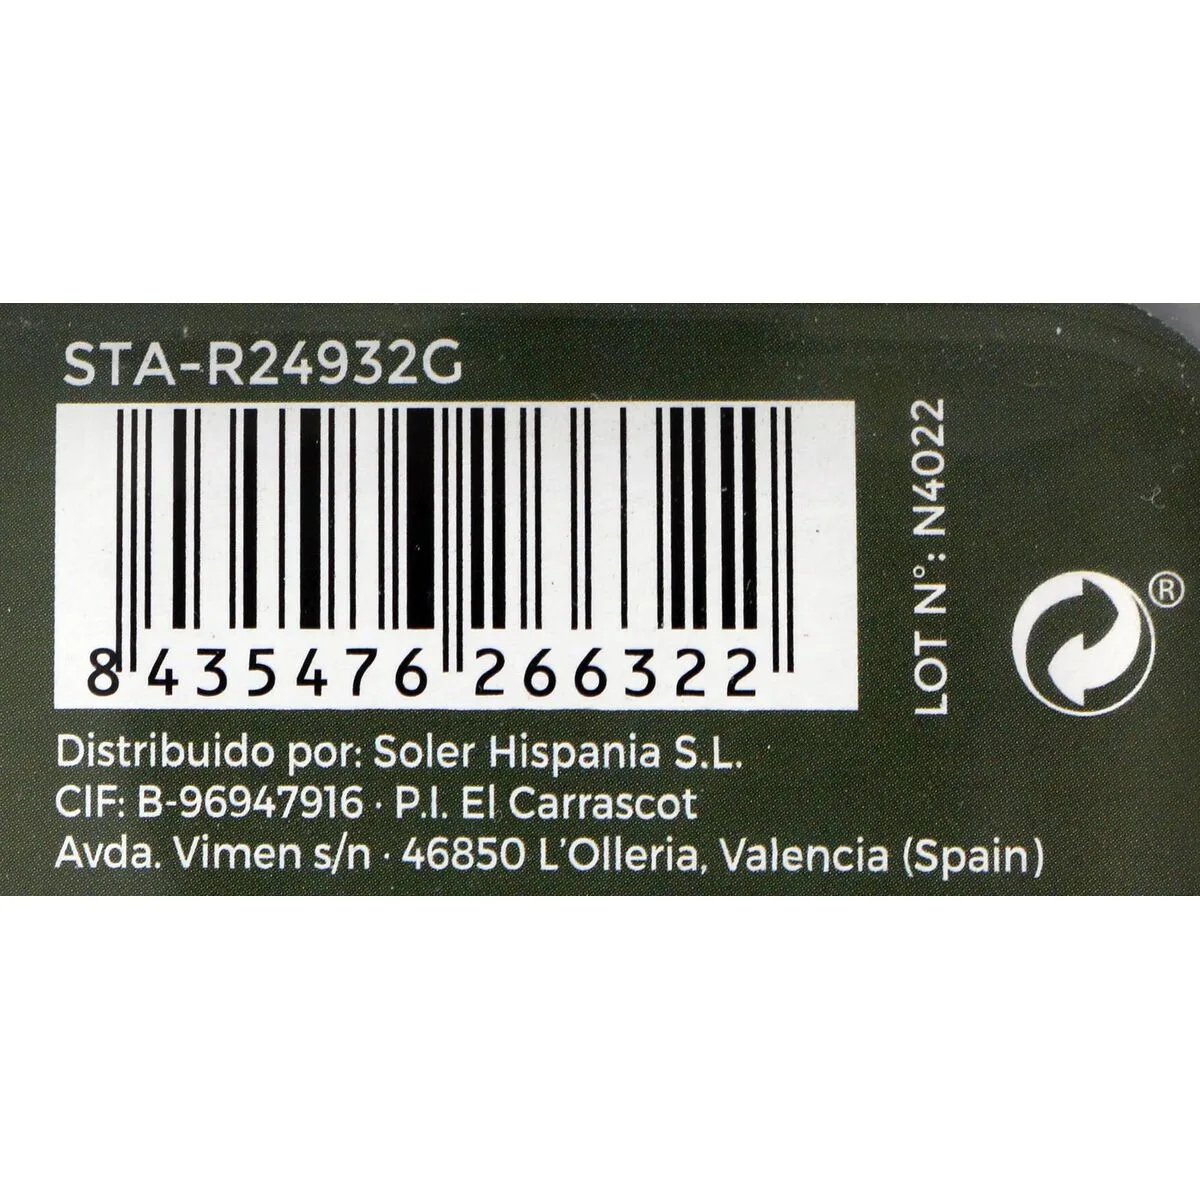 STA-R24932G
8 435476 266322
LOT N°: N4022
®
Distribuido por: Soler Hispania S.L.
CIF: B-96947916 · P.I. El Carrascot
Avda. Vimen s/n · 46850 L'Olleria, Valencia (Spain)